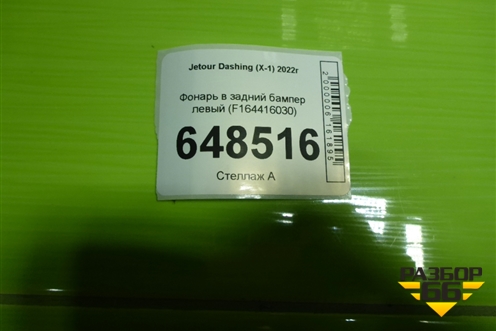 Jetour Dashing (X-1) 2022г
Фонарь в задний бампер
левый (F164416030)
648516
Стеллаж А
2000006161895
РАЗБОР
66